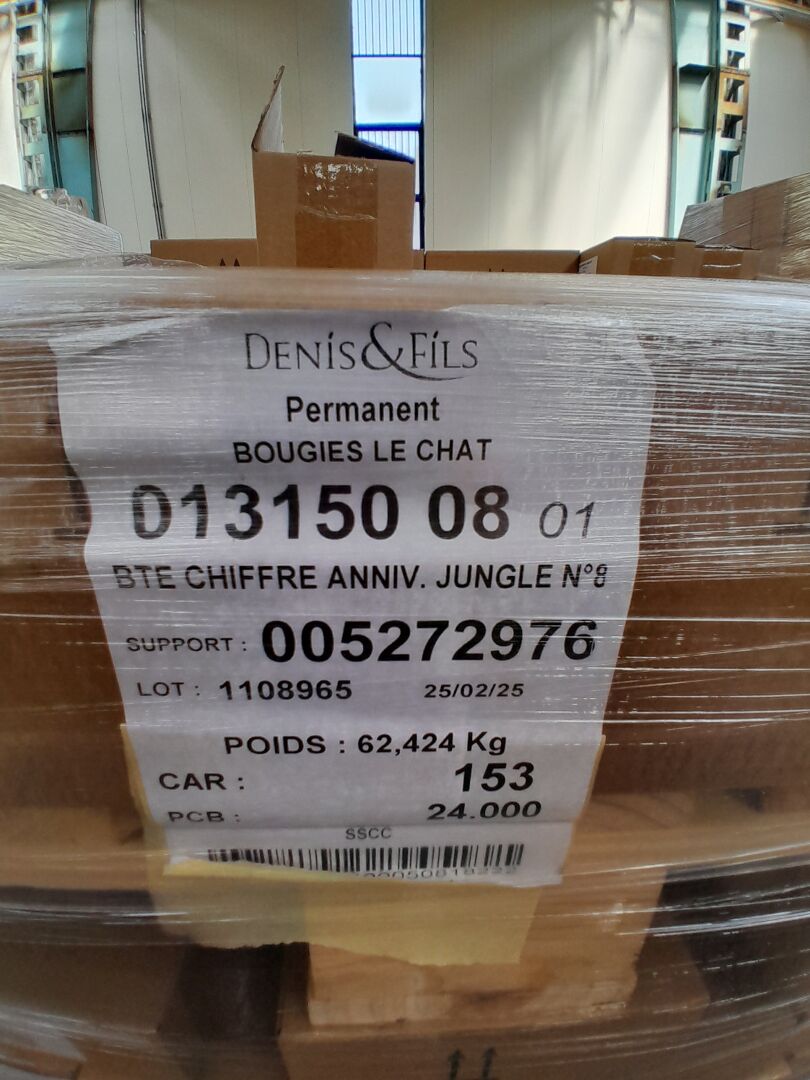 DENIS&FILS
Permanent
BOUGIES LE CHAT
013150 08 01
BTE CHIFFRE ANNIV. JUNGLE N°8
SUPPORT : 005272976
LOT : 1108965 25/02/25
POIDS : 62,424 Kg
CAR : 153
PCB : 24.000
SSCC